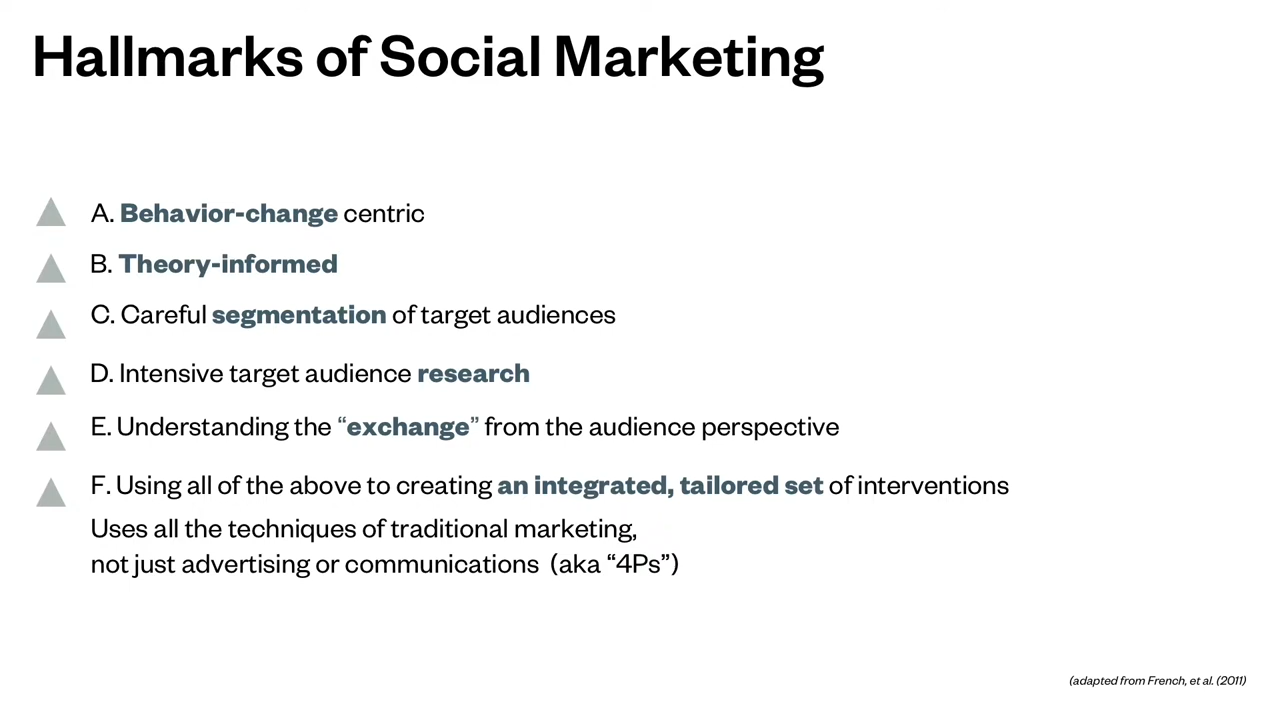 Hallmarks of Social Marketing
A. Behavior-change centric
B. Theory-informed
C. Careful segmentation of target audiences
D. Intensive target audience research
E. Understanding the “exchange” from the audience perspective
F. Using all of the above to creating an integrated, tailored set of interventions
Uses all the techniques of traditional marketing,
not just advertising or communications (aka “4Ps”)
(adapted from French, et al. (2011)